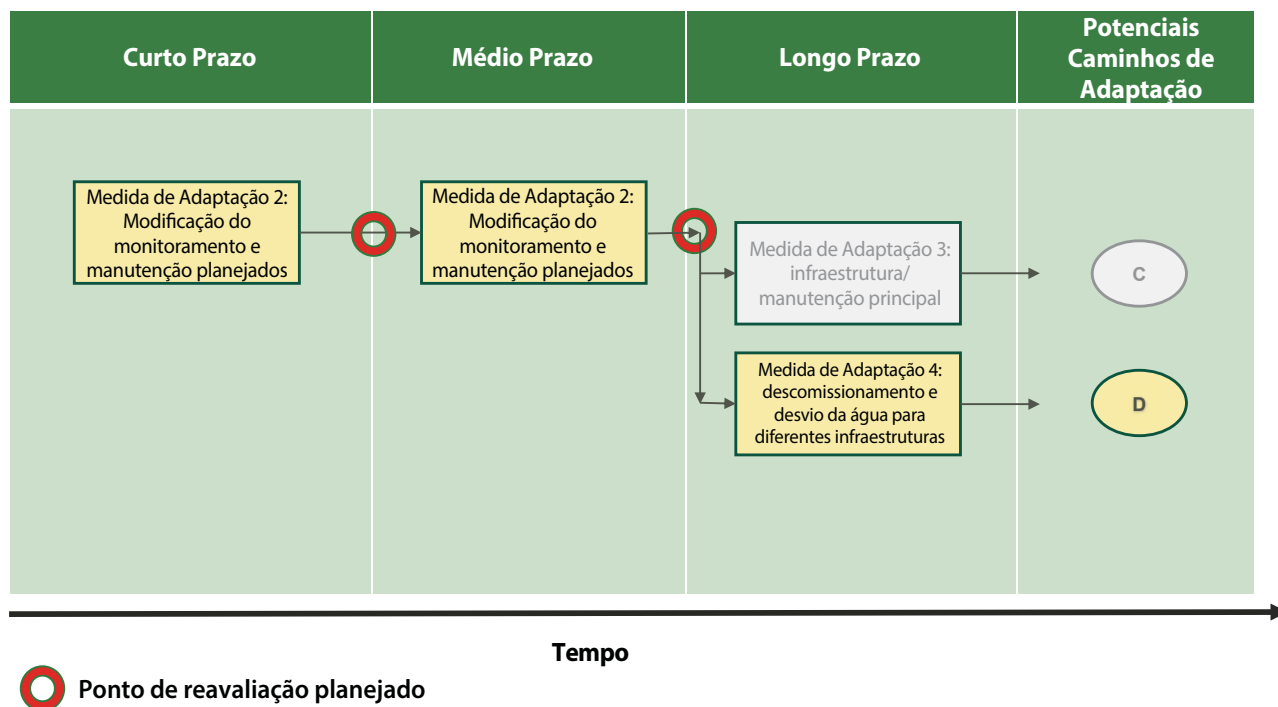 Curto Prazo
Médio Prazo
Longo Prazo
Potenciais
Caminhos de
Adaptação
Medida de Adaptação 2:
Modificação do
monitoramento e
manutenção planejados
Medida de Adaptação 2:
Modificação do
monitoramento e
manutenção planejados
Medida de Adaptação 3:
infraestrutura/
manutenção principal
C
Medida de Adaptação 4:
descomissionamento e
desvio da água para
diferentes infraestruturas
D
Tempo
Ponto de reavaliação planejado